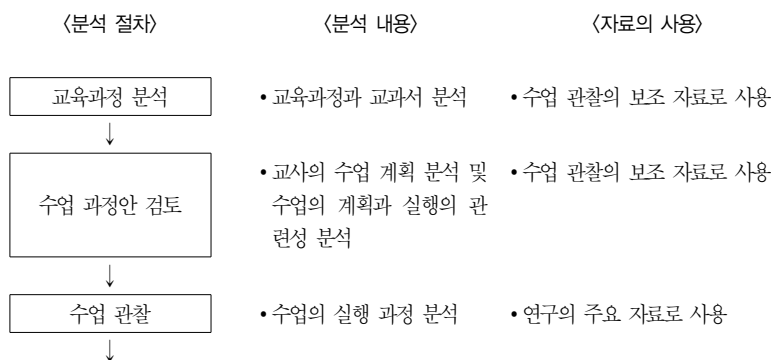 〈분석 절차〉 〈분석 내용〉 〈자료의 사용〉
교육과정 분석 • 교육과정과 교과서 분석 • 수업 관찰의 보조 자료로 사용
↓
수업 과정안 검토 • 교사의 수업 계획 분석 및 • 수업 관찰의 보조 자료로 사용
수업의 계획과 실행의 관
련성 분석
↓
수업 관찰 • 수업의 실행 과정 분석 • 연구의 주요 자료로 사용
↓